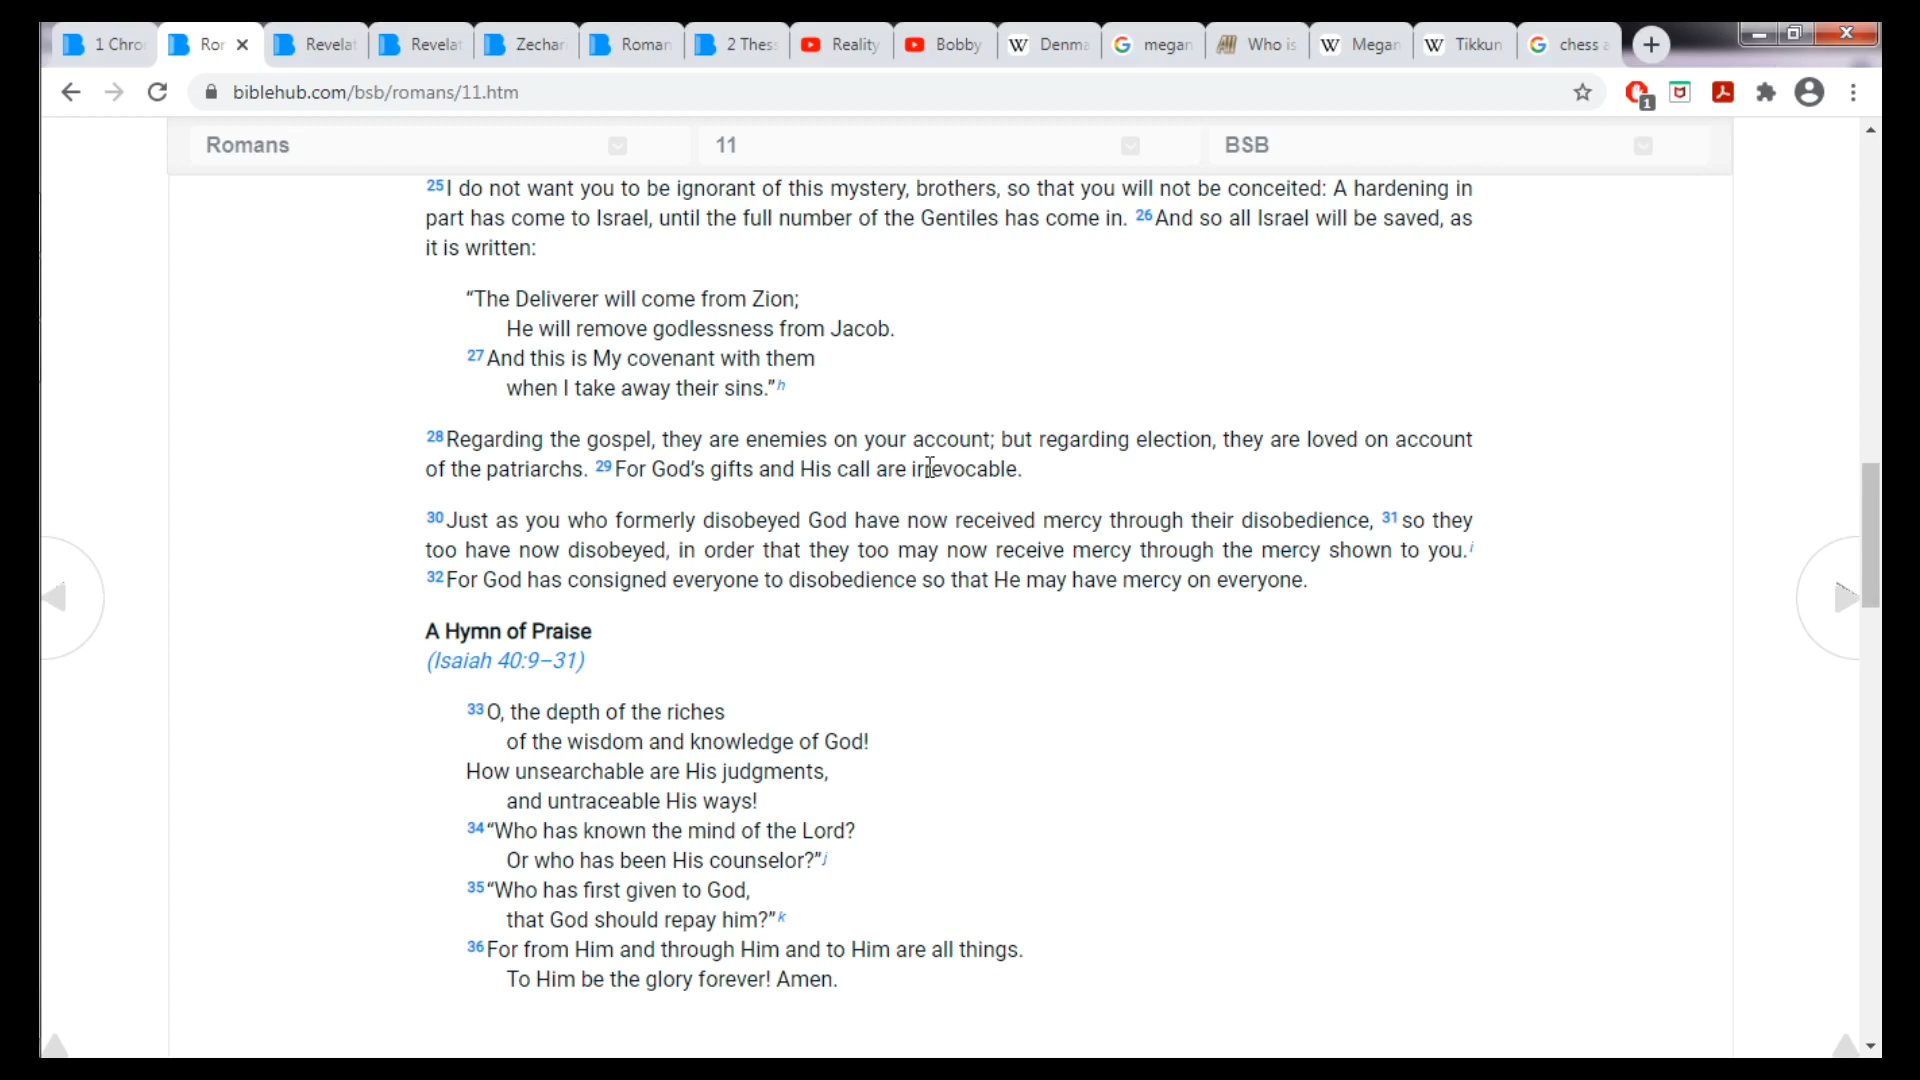 1 Chro
Ror
Revelat
Revelat
Zechar
Roman
2 Thess
Reality
Bobby
Denma
megan
Who is
Megan
Tikkun
chess a
biblehub.com/bsb/romans/11.htm
1
Romans 11 BSB
25 I do not want you to be ignorant of this mystery, brothers, so that you will not be conceited: A hardening in
part has come to Israel, until the full number of the Gentiles has come in. 26 And so all Israel will be saved, as
it is written:
“The Deliverer will come from Zion;
He will remove godlessness from Jacob.
27 And this is My covenant with them
when I take away their sins.” h
28 Regarding the gospel, they are enemies on your account; but regarding election, they are loved on account
of the patriarchs. 29 For God’s gifts and His call are irrevocable.
30 Just as you who formerly disobeyed God have now received mercy through their disobedience, 31 so they
too have now disobeyed, in order that they too may now receive mercy through the mercy shown to you. i
32 For God has consigned everyone to disobedience so that He may have mercy on everyone.
A Hymn of Praise
(Isaiah 40:9–31)
33 O, the depth of the riches
of the wisdom and knowledge of God!
How unsearchable are His judgments,
and untraceable His ways!
34 “Who has known the mind of the Lord?
Or who has been His counselor?” j
35 “Who has first given to God,
that God should repay him?” k
36 For from Him and through Him and to Him are all things.
To Him be the glory forever! Amen.